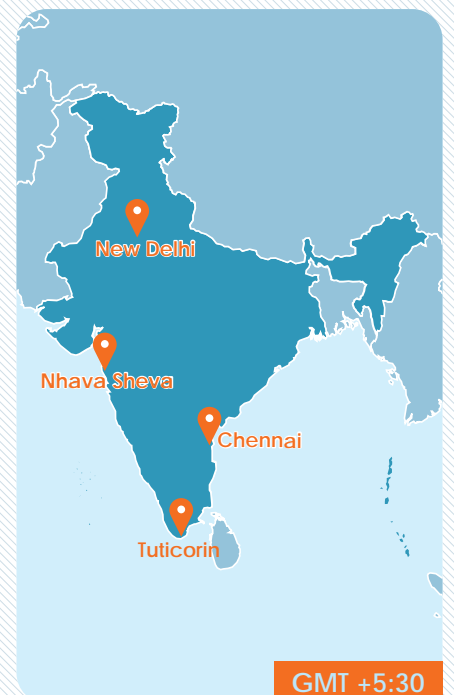 New Delhi
Nhava Sheva
Chennai
Tuticorin
GMT +5:30